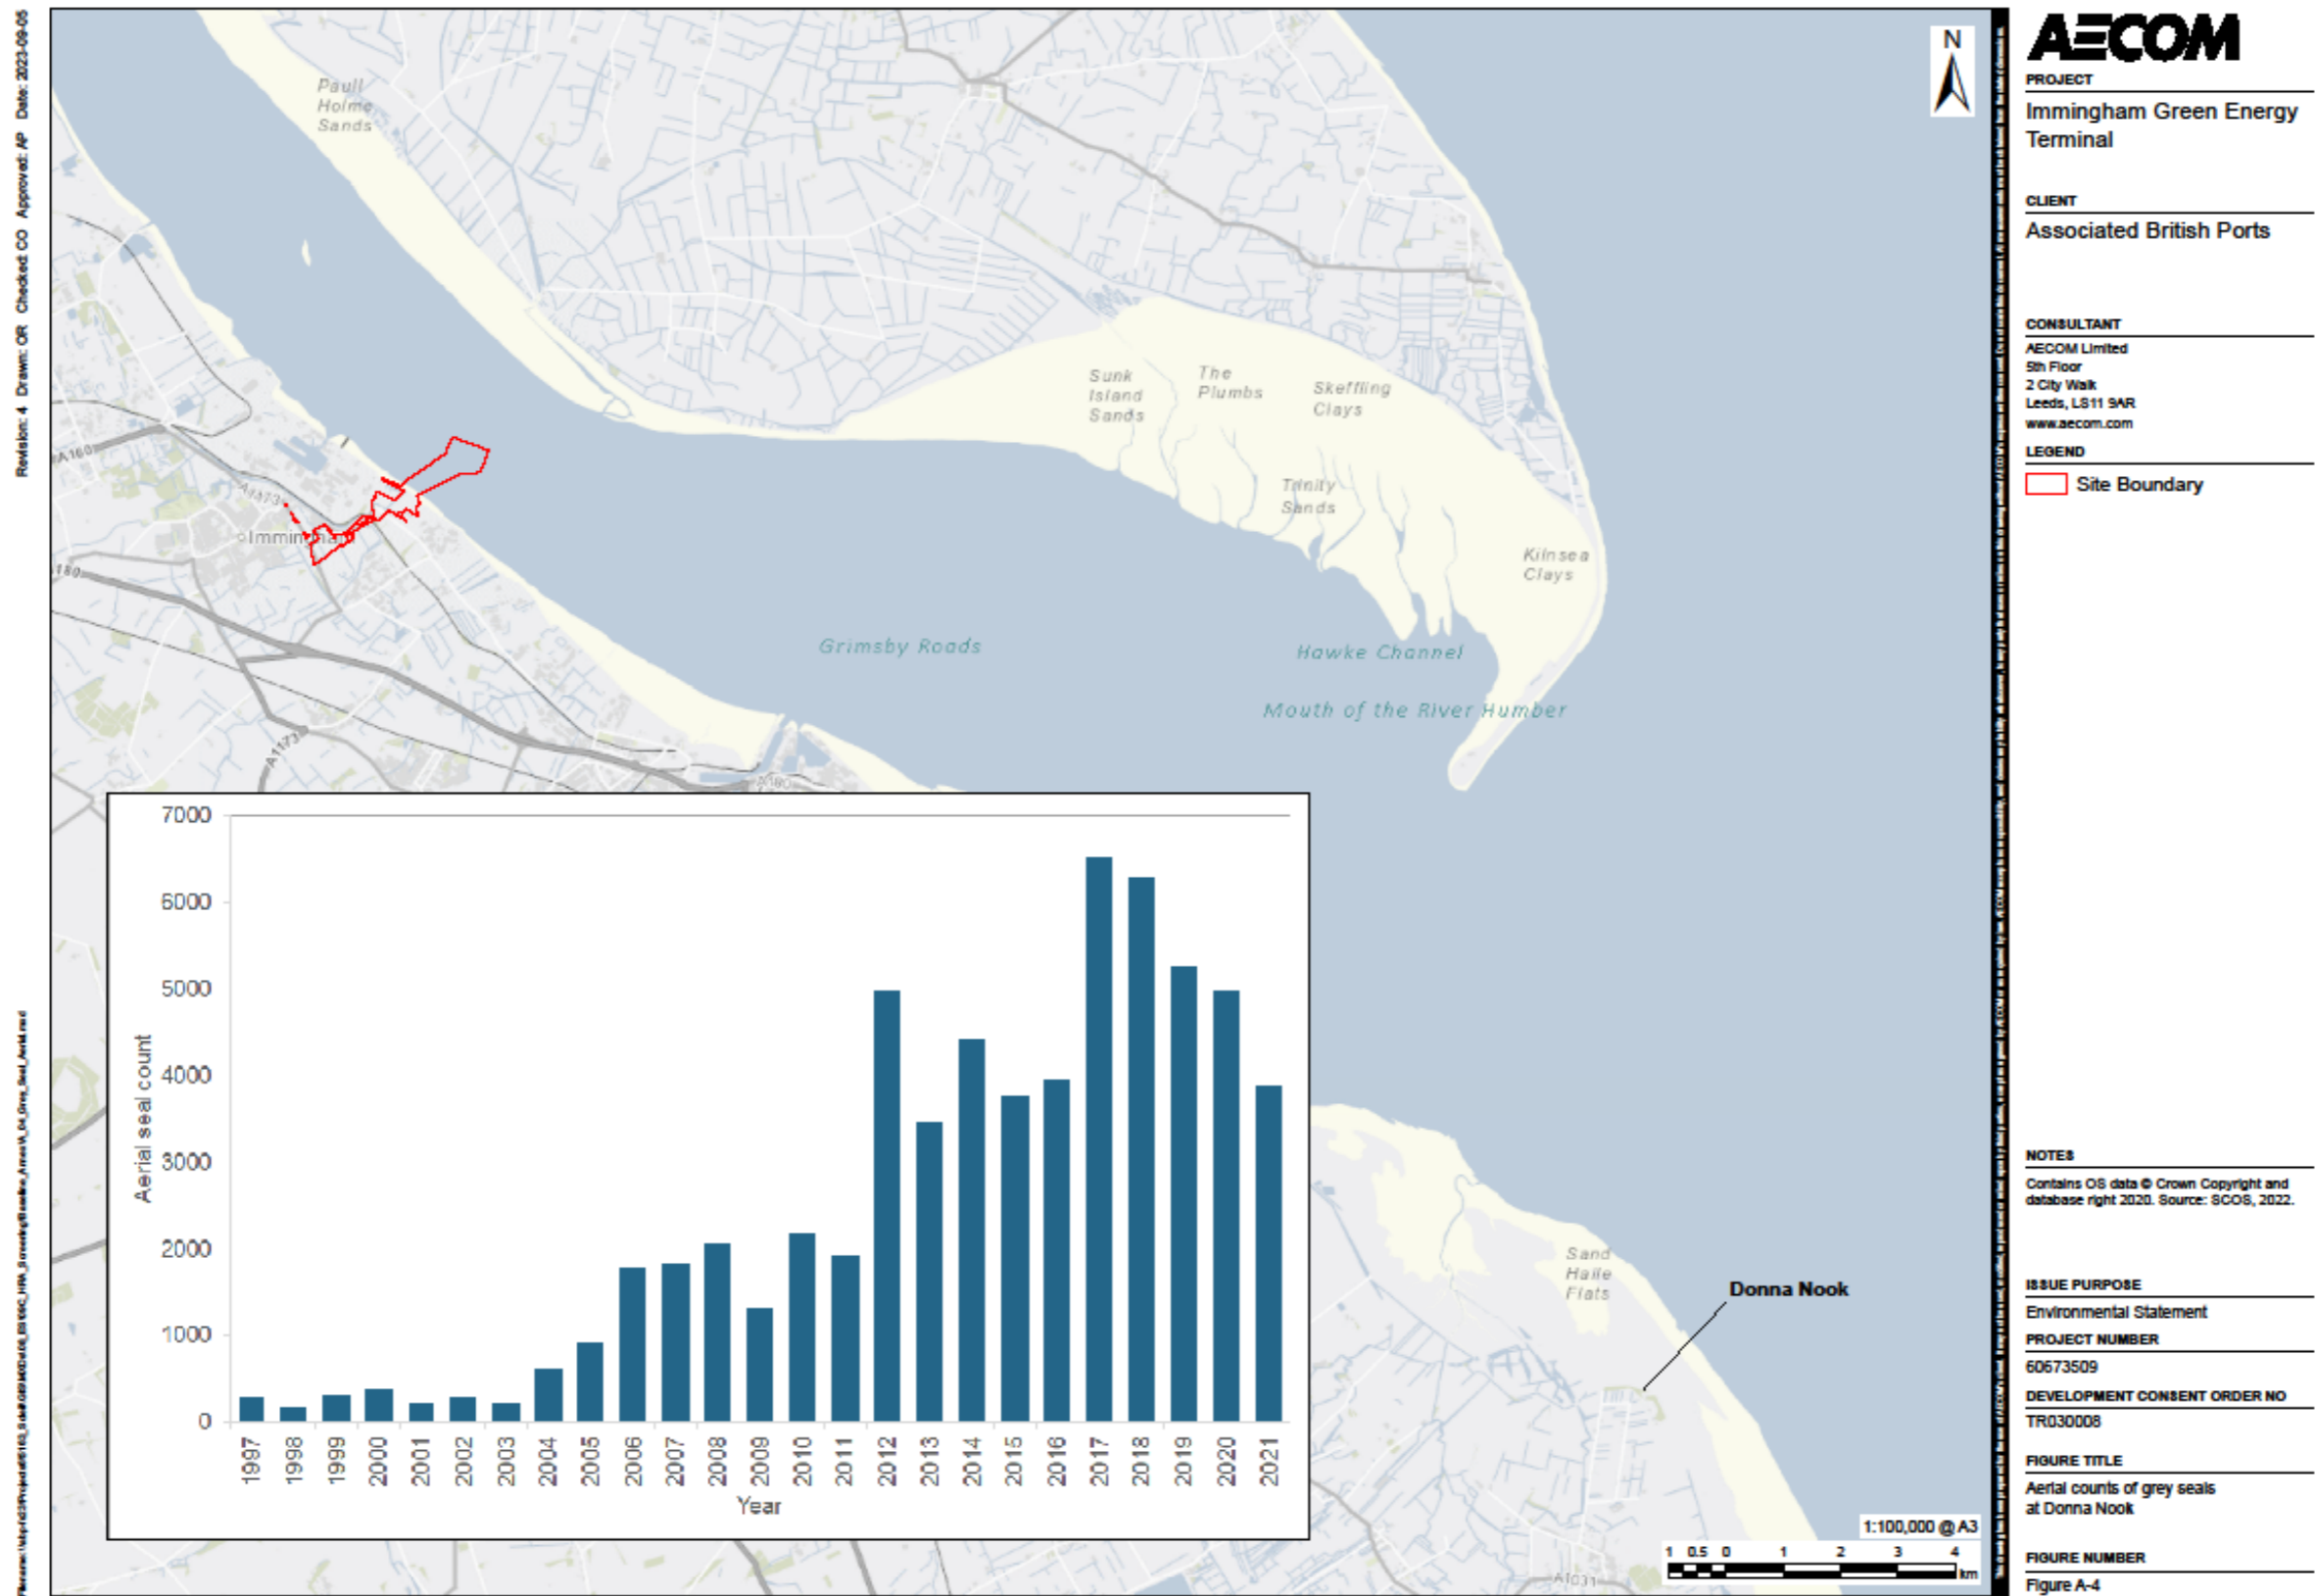 Revision: 4 Drawn: OR Checked: CO Approved: AP Date: 2023-09-05
Paull
Holme
Sands
N
A160
A1173
Immingham
180
A1173
A180
Sunk
Island
Sands
The
Plumbs
Skeffling
Clays
Trinity
Sands
Kilnsea
Clays
Grimsby Roads
Hawke Channel
Mouth of the River Humber
7000
6000
5000
4000
3000
2000
1000
0
Aerial seal count
1997
1998
1999
2000
2001
2002
2003
2004
2005
2006
2007
2008
2009
2010
2011
2012
2013
2014
2015
2016
2017
2018
2019
2020
2021
Year
Sand
Haile
Flats
Donna Nook
A1031
1:100,000 @ A3
1 0.5 0 1 2 3 4
km
AECOM
PROJECT
Immingham Green Energy
Terminal
CLIENT
Associated British Ports
CONSULTANT
AECOM Limited
5th Floor
2 City Walk
Leeds, LS11 9AR
www.aecom.com
LEGEND
Site Boundary
NOTES
Contains OS data © Crown Copyright and
database right 2020. Source: SCOS, 2022.
ISSUE PURPOSE
Environmental Statement
PROJECT NUMBER
60673509
DEVELOPMENT CONSENT ORDER NO
TR030008
FIGURE TITLE
Aerial counts of grey seals
at Donna Nook
FIGURE NUMBER
Figure A-4